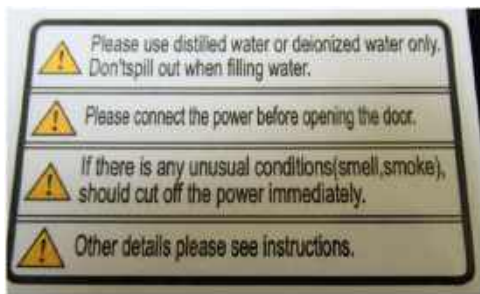 Please use distilled water or deionized water only.
Don'tspill out when filling water.
Please connect the power before opening the door.
If there is any unusual conditions(smell,smoke),
should cut off the power immediately.
Other details please see instructions.